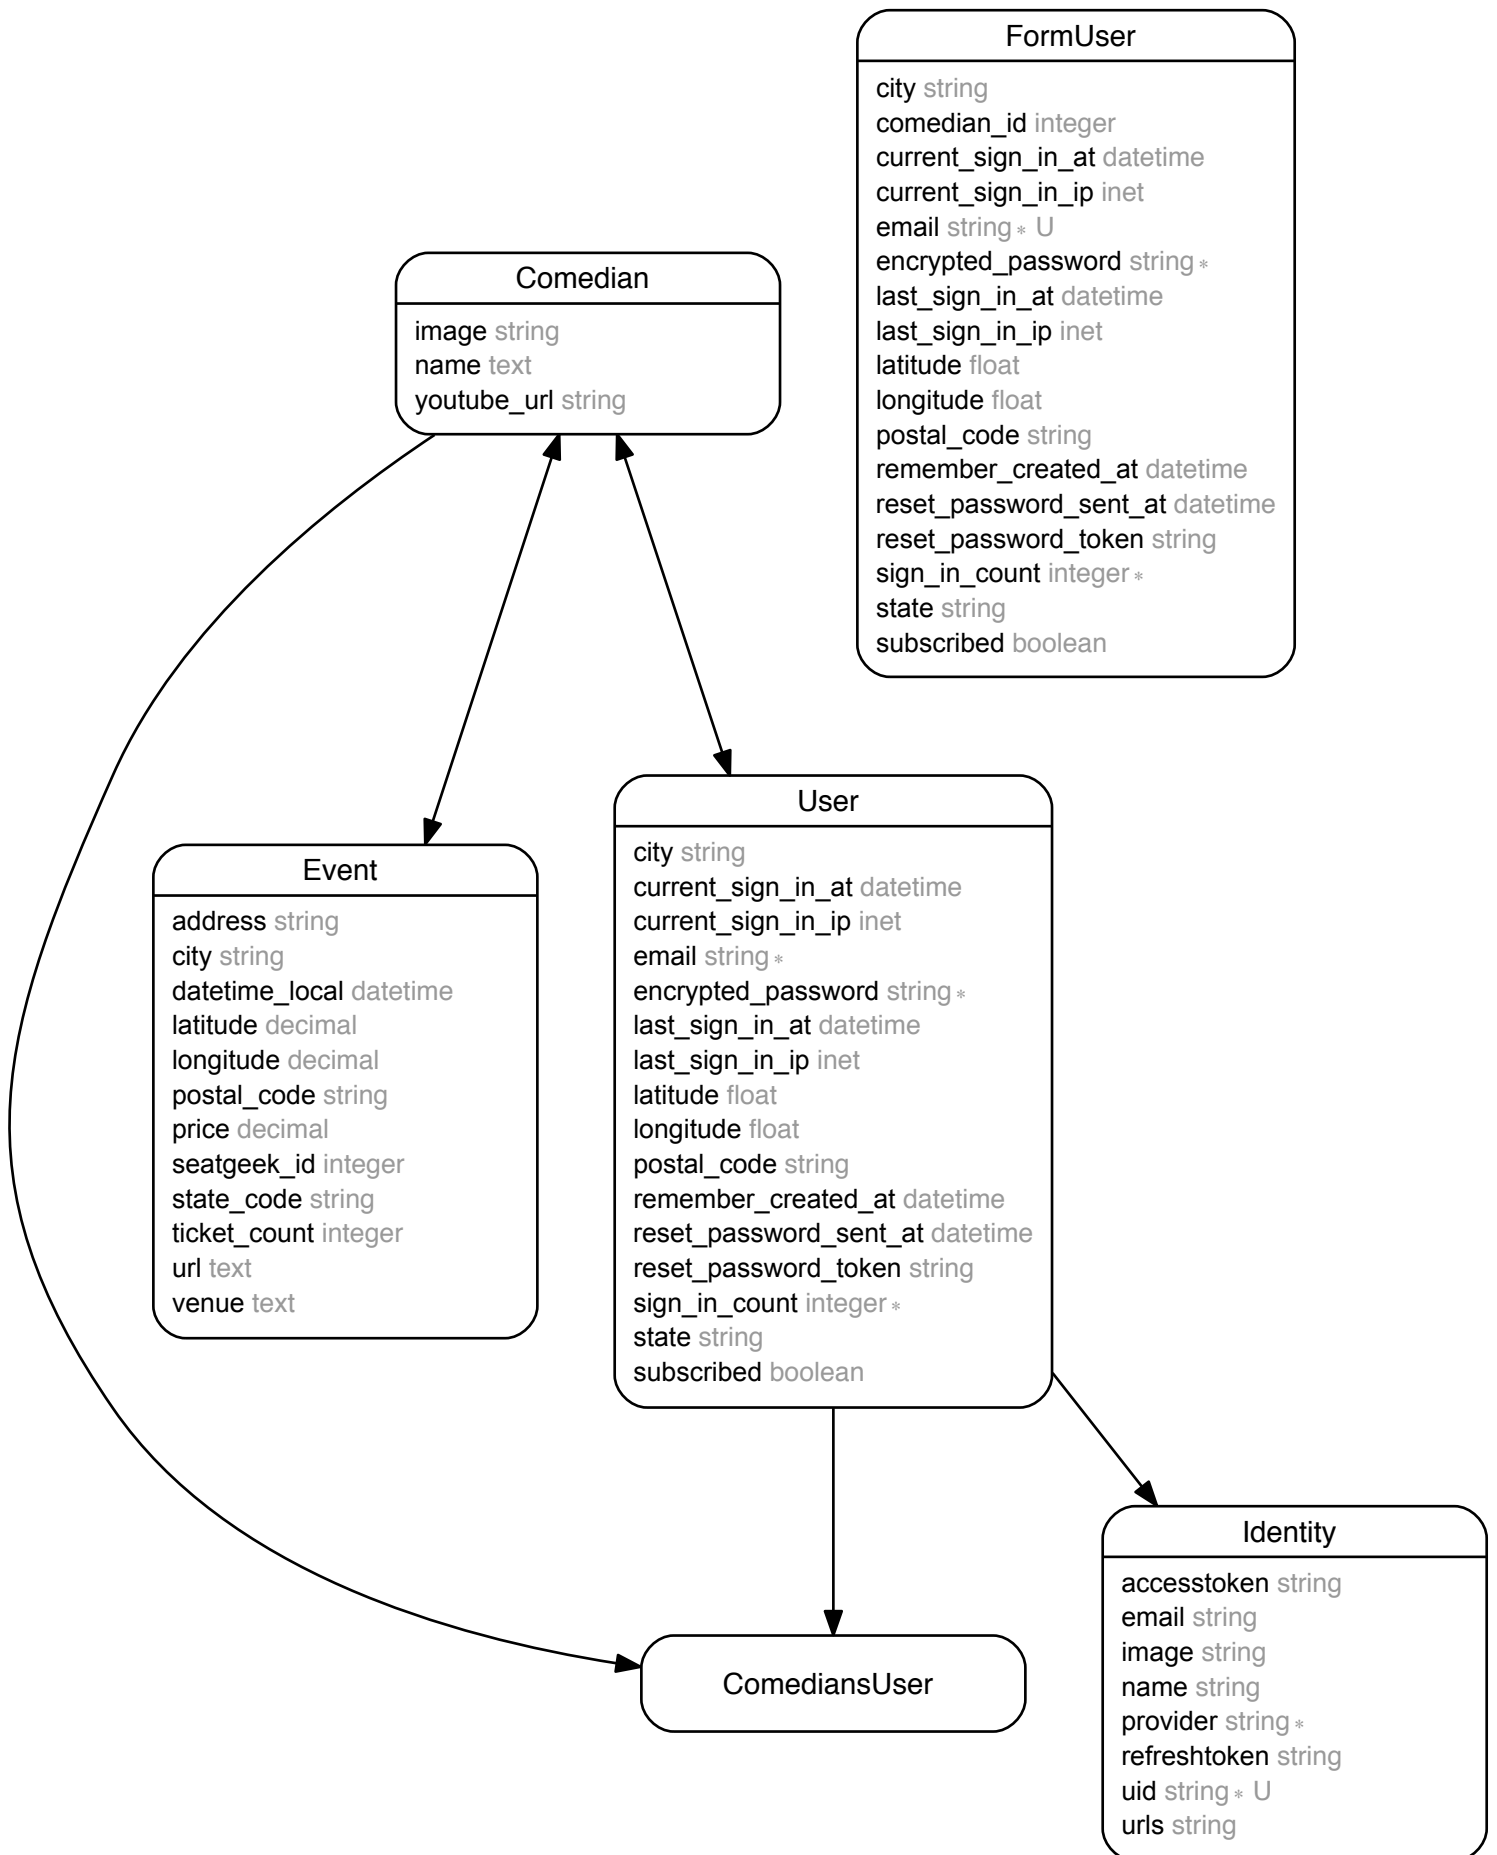 FormUser
city string
comedian_id integer
current_sign_in_at datetime
current_sign_in_ip inet
email string* U
encrypted_password string*
last_sign_in_at datetime
last_sign_in_ip inet
latitude float
longitude float
postal_code string
remember_created_at datetime
reset_password_sent_at datetime
reset_password_token string
sign_in_count integer*
state string
subscribed boolean
Comedian
image string
name text
youtube_url string
Event
address string
city string
datetime_local datetime
latitude decimal
longitude decimal
postal_code string
price decimal
seatgeek_id integer
state_code string
ticket_count integer
url text
venue text
User
city string
current_sign_in_at datetime
current_sign_in_ip inet
email string*
encrypted_password string*
last_sign_in_at datetime
last_sign_in_ip inet
latitude float
longitude float
postal_code string
remember_created_at datetime
reset_password_sent_at datetime
reset_password_token string
sign_in_count integer*
state string
subscribed boolean
ComediansUser
Identity
accesstoken string
email string
image string
name string
provider string*
refreshtoken string
uid string* U
urls string